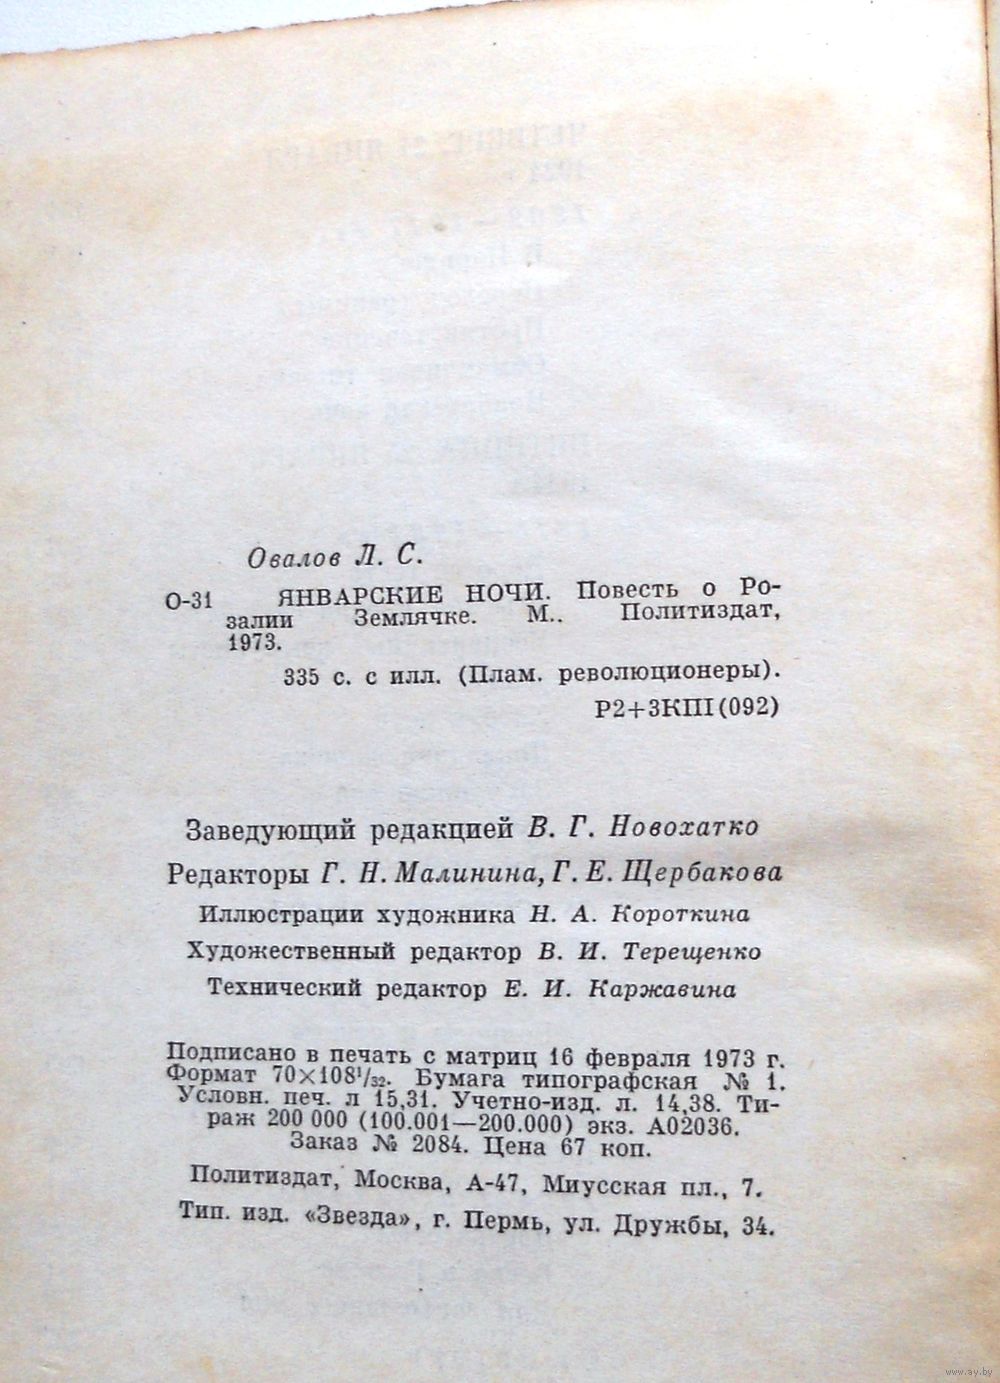 Овалов Л. С.
О-31 ЯНВАРСКИЕ НОЧИ. Повесть о Ро-
залии Землячке. М.. Политиздат,
1973.
335 с. с илл. (Плам. революционеры).
Р2+3КПI(092)
Заведующий редакцией В. Г. Новохатко
Редакторы Г. Н. Малинина, Г. Е. Щербакова
Иллюстрации художника Н. А. Короткина
Художественный редактор В. И. Терещенко
Технический редактор Е. И. Каржавина
Подписано в печать с матриц 16 февраля 1973 г.
Формат 70×108¹/₃₂. Бумага типографская № 1.
Условн. печ. л 15,31. Учетно-изд. л. 14,38. Ти-
раж 200 000 (100.001—200.000) экз. А02036.
Заказ № 2084. Цена 67 коп.
Политиздат, Москва, А-47, Миусская пл., 7.
Тип. изд. «Звезда», г. Пермь, ул. Дружбы, 34.
www.ay.by